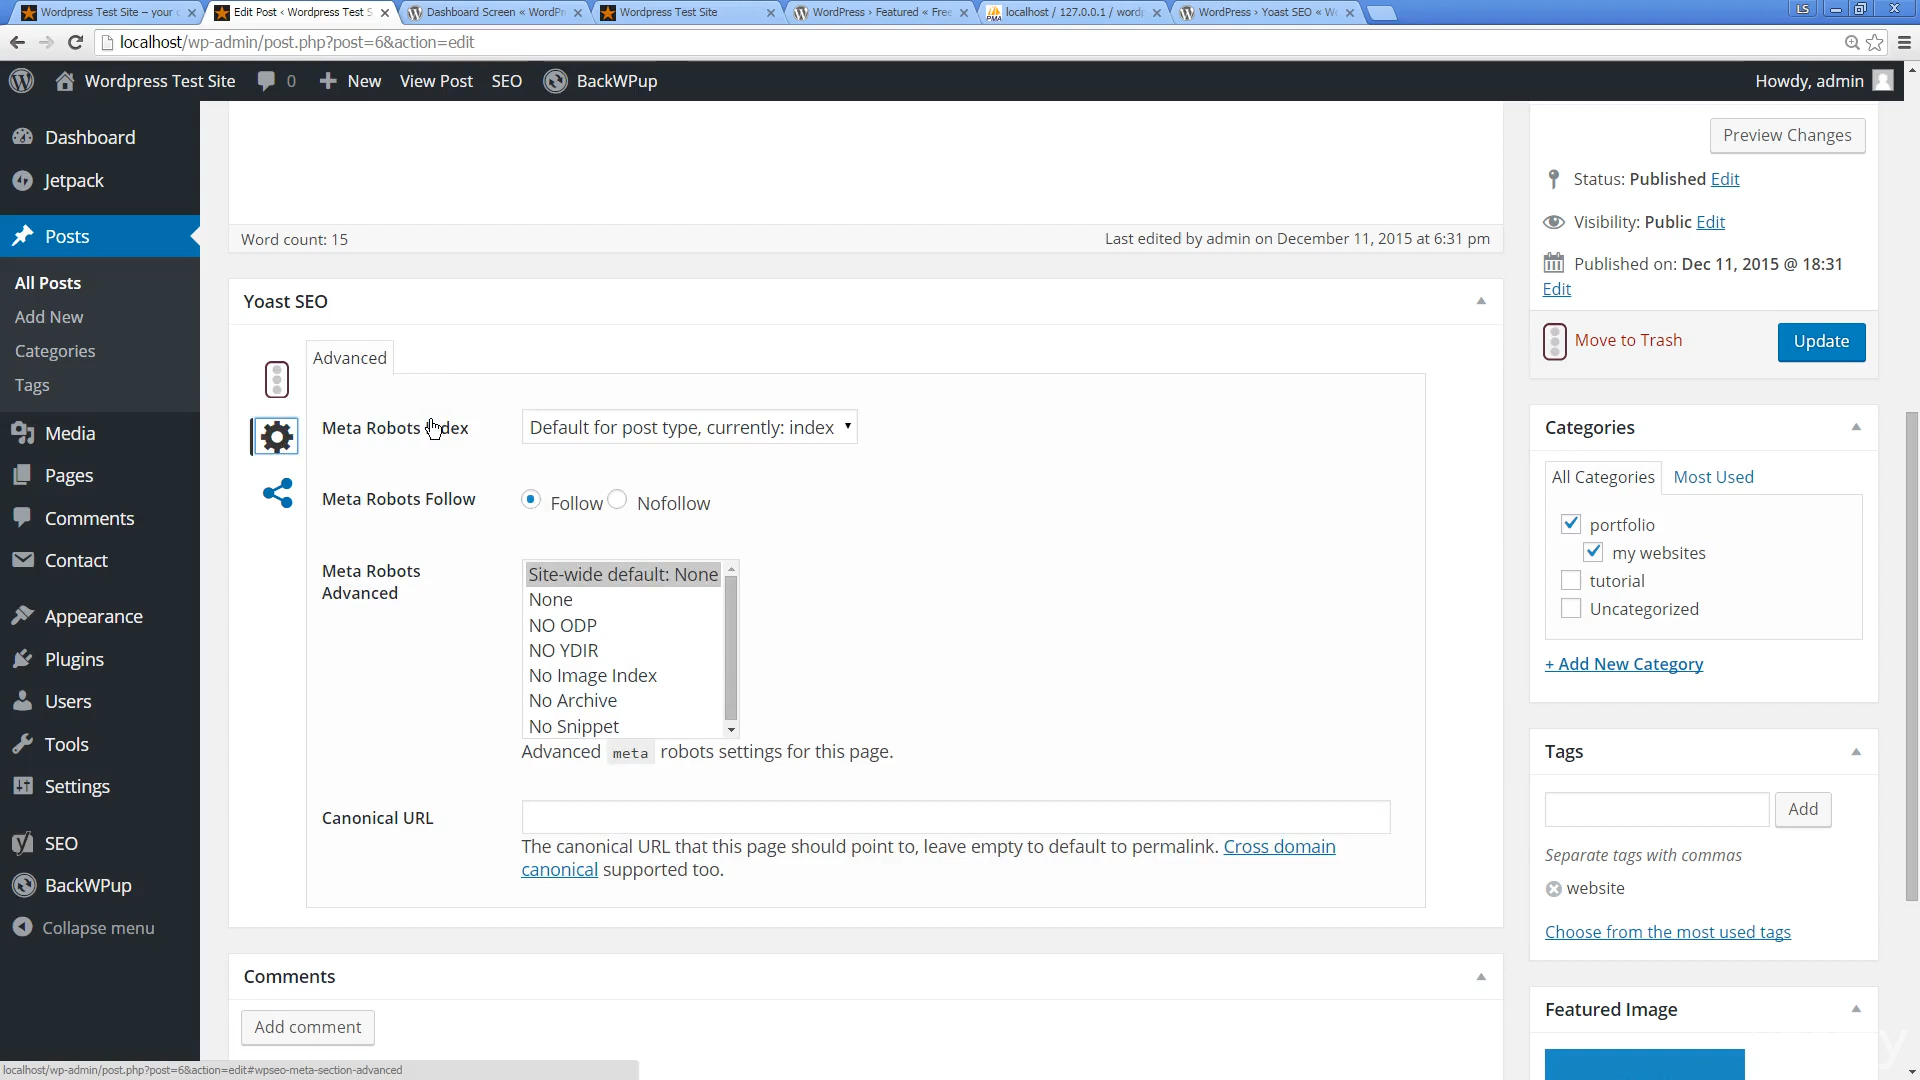 Wordpress Test Site – your
Edit Post ‹ Wordpress Test S
Dashboard Screen « WordPr
Wordpress Test Site
WordPress › Featured « Free
localhost / 127.0.0.1 / word
WordPress › Yoast SEO « W
LS
localhost/wp-admin/post.php?post=6&action=edit
Wordpress Test Site
0
New
View Post
SEO
BackWPup
Howdy, admin
Dashboard
Jetpack
Posts
All Posts
Add New
Categories
Tags
Media
Pages
Comments
Contact
Appearance
Plugins
Users
Tools
Settings
SEO
BackWPup
Collapse menu
Word count: 15
Last edited by admin on December 11, 2015 at 6:31 pm
Yoast SEO
Advanced
Meta Robots
Default for post type, currently: index
Meta Robots Follow
Follow
Nofollow
Meta Robots
Advanced
Site-wide default: None
None
NO ODP
NO YDIR
No Image Index
No Archive
No Snippet
Advanced meta robots settings for this page.
Canonical URL
The canonical URL that this page should point to, leave empty to default to permalink. Cross domain
canonical supported too.
Comments
Add comment
Preview Changes
Status: Published Edit
Visibility: Public Edit
Published on: Dec 11, 2015 @ 18:31
Edit
Move to Trash
Update
Categories
All Categories
Most Used
portfolio
my websites
tutorial
Uncategorized
+ Add New Category
Tags
Add
Separate tags with commas
website
Choose from the most used tags
Featured Image
localhost/wp-admin/post.php?post=6&action=edit#wpseo-meta-section-advanced